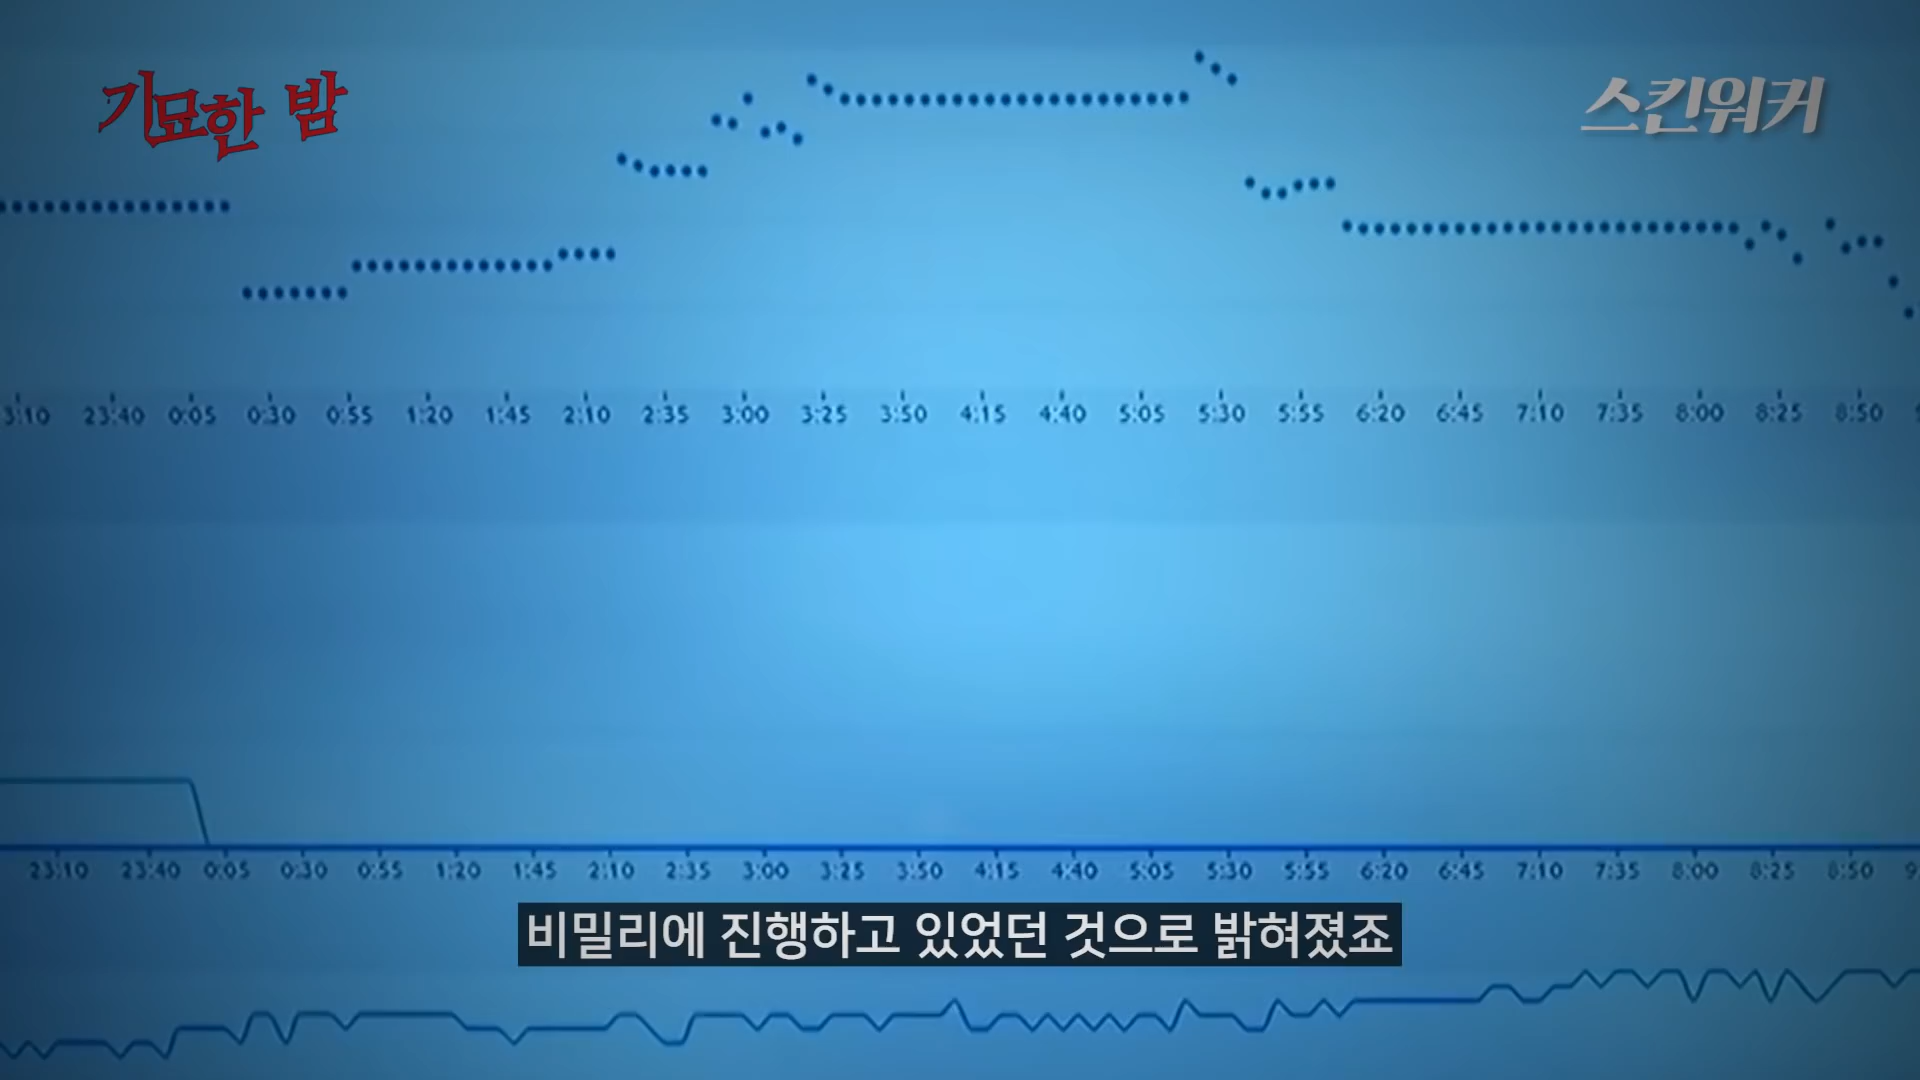 기묘한 밤
스킨워커
3:10 23:40 0:05 0:30 0:55 1:20 1:45 2:10 2:35 3:00 3:25 3:50 4:15 4:40 5:05 5:30 5:55 6:20 6:45 7:10 7:35 8:00 8:25 8:50
23:10 23:40 0:05 0:30 0:55 1:20 1:45 2:10 2:35 3:00 3:25 3:50 4:15 4:40 5:05 5:30 5:55 6:20 6:45 7:10 7:35 8:00 8:25 8:50 9
비밀리에 진행하고 있었던 것으로 밝혀졌죠